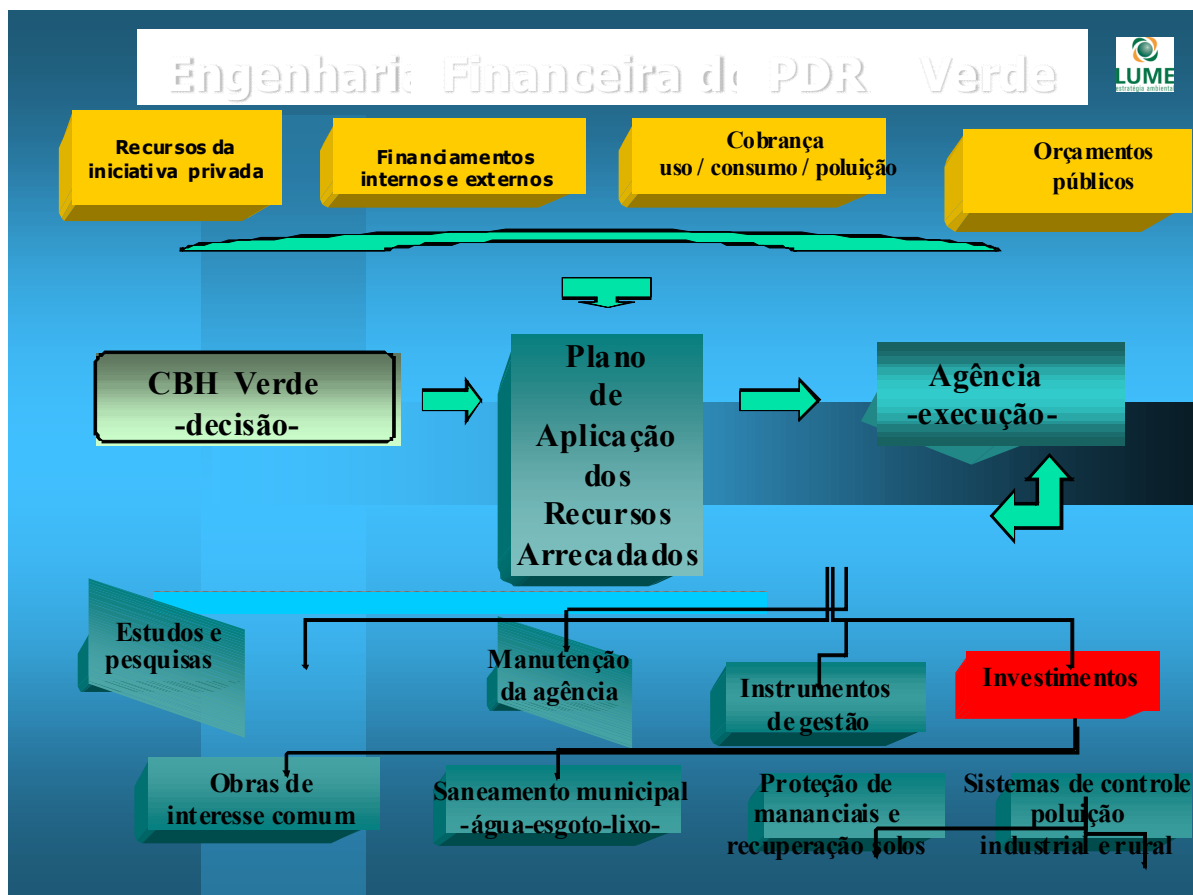 Engenharia Financeira do PDR Verde
LUME
estratégia ambiental
Recursos da
iniciativa privada
Financiamentos
internos e externos
Cobrança
uso / consumo / poluição
Orçamentos
públicos
CBH Verde
-decisão-
Plano
de
Aplicação
dos
Recursos
Arrecadados
Agência
-execução-
Estudos e
pesquisas
Manutenção
da agência
Instrumentos
de gestão
Investimentos
Obras de
interesse comum
Saneamento municipal
-água-esgoto-lixo-
Proteção de
mananciais e
recuperação solos
Sistemas de controle
poluição
industrial e rural